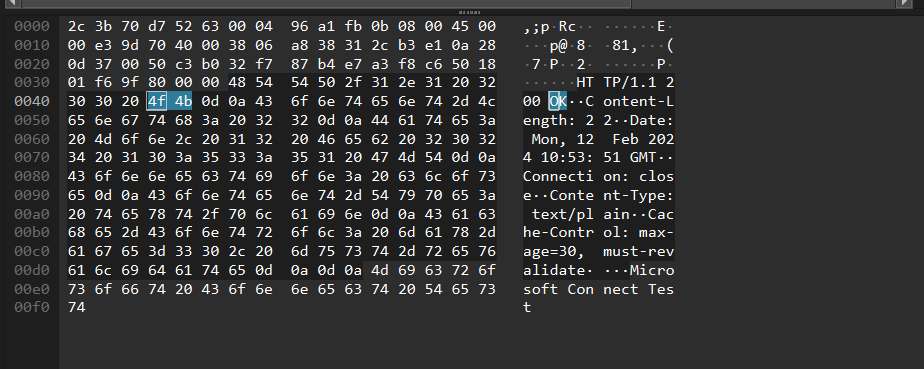 0000 2c 3b 70 d7 52 63 00 04 96 a1 fb 0b 08 00 45 00 ,;p·Rc·· ······E·
0010 00 e3 9d 70 40 00 38 06 a8 38 31 2c b3 e1 0a 28 ···p@·8· ·81,···(
0020 0d 37 00 50 c3 b0 32 f7 87 b4 e7 a3 f8 c6 50 18 ·7·P··2· ······P·
0030 01 f6 9f 80 00 00 48 54 54 50 2f 31 2e 31 20 32 ······HT TP/1.1 2
0040 30 30 20 4f 4b 0d 0a 43 6f 6e 74 65 6e 74 2d 4c 00 OK··C ontent-L
0050 65 6e 67 74 68 3a 20 32 32 0d 0a 44 61 74 65 3a ength: 2 2··Date:
0060 20 4d 6f 6e 2c 20 31 32 20 46 65 62 20 32 30 32 Mon, 12 Feb 202
0070 34 20 31 30 3a 35 33 3a 35 31 20 47 4d 54 0d 0a 4 10:53: 51 GMT··
0080 43 6f 6e 6e 65 63 74 69 6f 6e 3a 20 63 6c 6f 73 Connecti on: clos
0090 65 0d 0a 43 6f 6e 74 65 6e 74 2d 54 79 70 65 3a e··Conte nt-Type:
00a0 20 74 65 78 74 2f 70 6c 61 69 6e 0d 0a 43 61 63 text/pl ain··Cac
00b0 68 65 2d 43 6f 6e 74 72 6f 6c 3a 20 6d 61 78 2d he-Contr ol: max-
00c0 61 67 65 3d 33 30 2c 20 6d 75 73 74 2d 72 65 76 age=30, must-rev
00d0 61 6c 69 64 61 74 65 0d 0a 0d 0a 4d 69 63 72 6f alidate· ···Micro
00e0 73 6f 66 74 20 43 6f 6e 6e 65 63 74 20 54 65 73 soft Con nect Tes
00f0 74 t